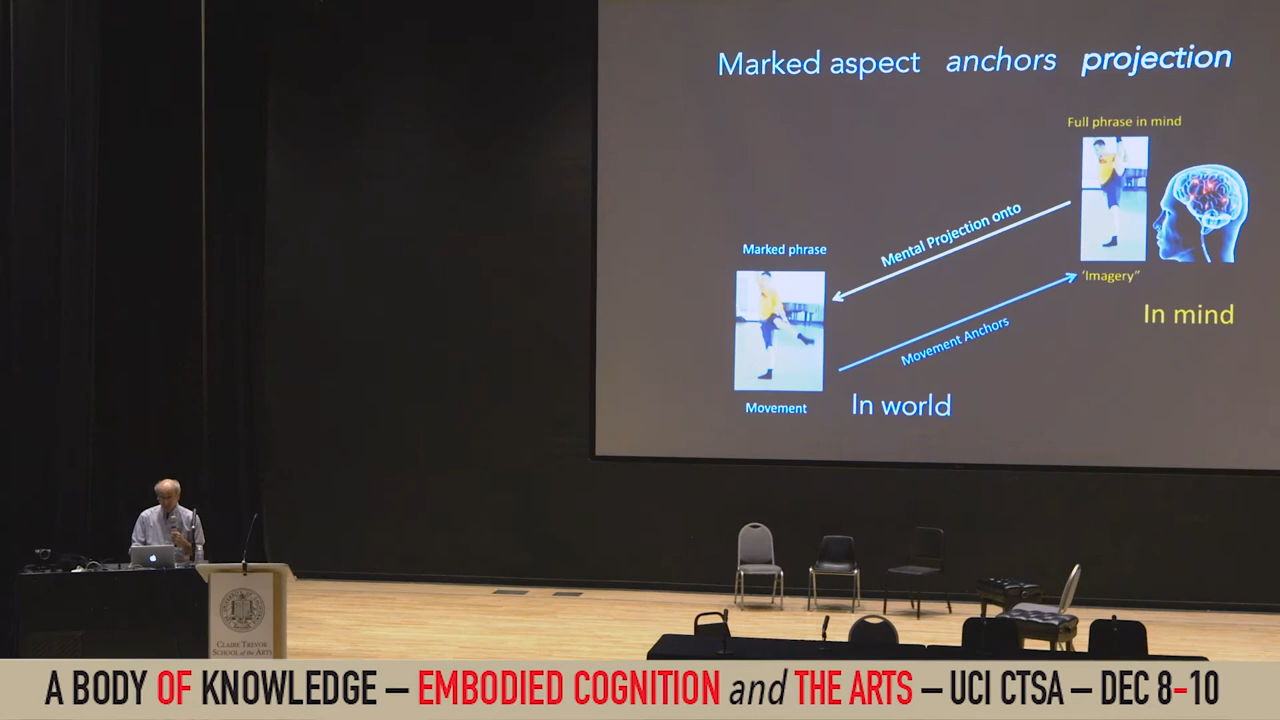 Marked aspect anchors projection
Full phrase in mind
Mental Projection onto
Marked phrase
'Imagery"
In mind
Movement Anchors
In world
Movement
CLAIRE TREVOR
SCHOOL of the ARTS
A BODY OF KNOWLEDGE – EMBODIED COGNITION and THE ARTS – UCI CTSA – DEC 8-10